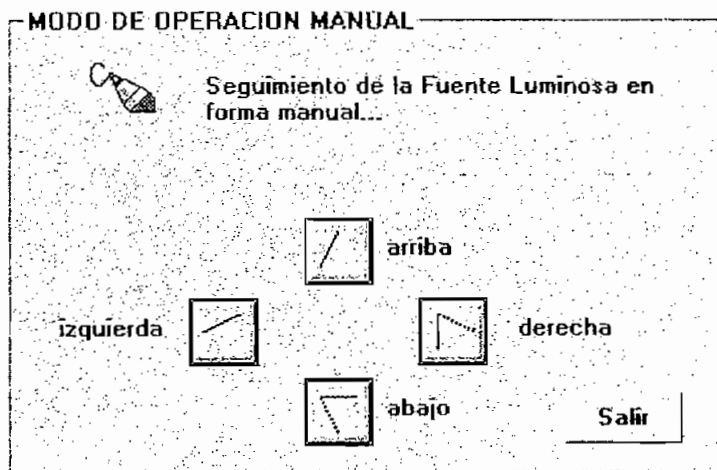 MODO DE OPERACION MANUAL
Seguimiento de la Fuente Luminosa en
forma manual...
arriba
izquierda
derecha
abajo
Salir